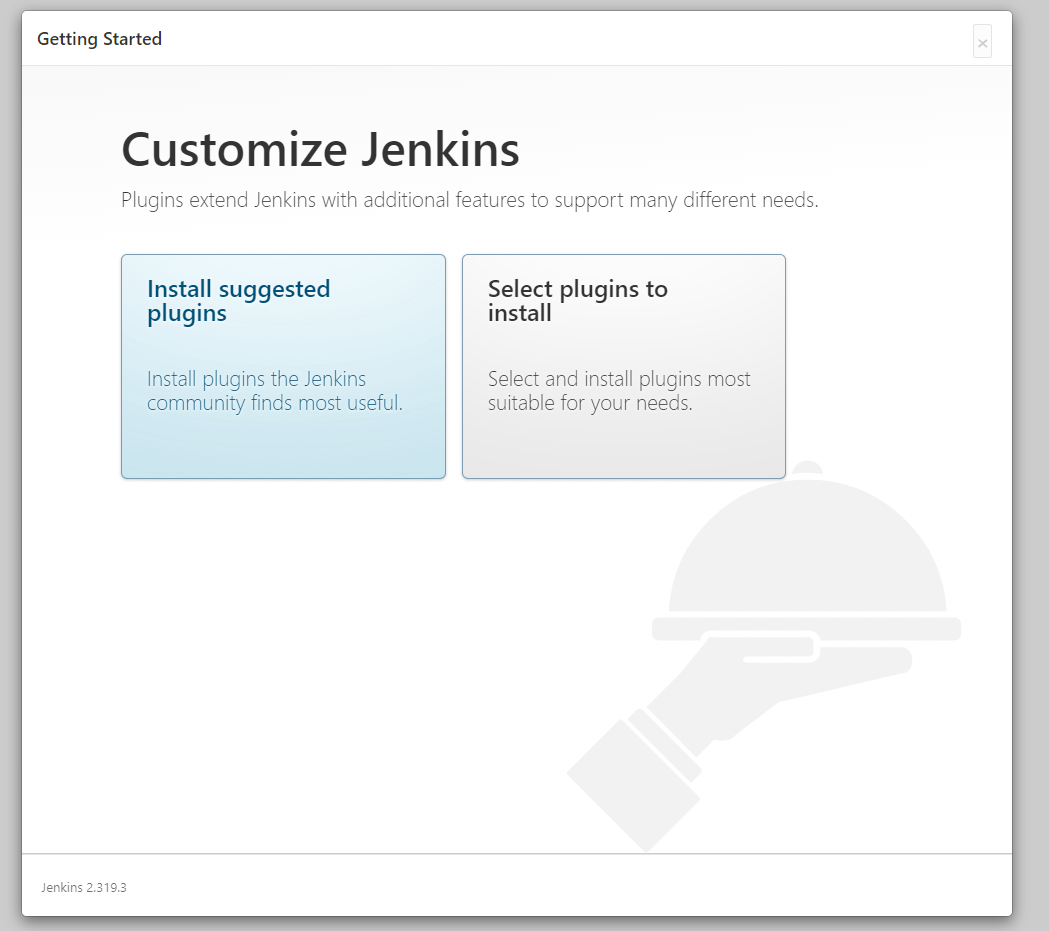 Getting Started
×
Customize Jenkins
Plugins extend Jenkins with additional features to support many different needs.
Install suggested
plugins
Install plugins the Jenkins
community finds most useful.
Select plugins to
install
Select and install plugins most
suitable for your needs.
Jenkins 2.319.3